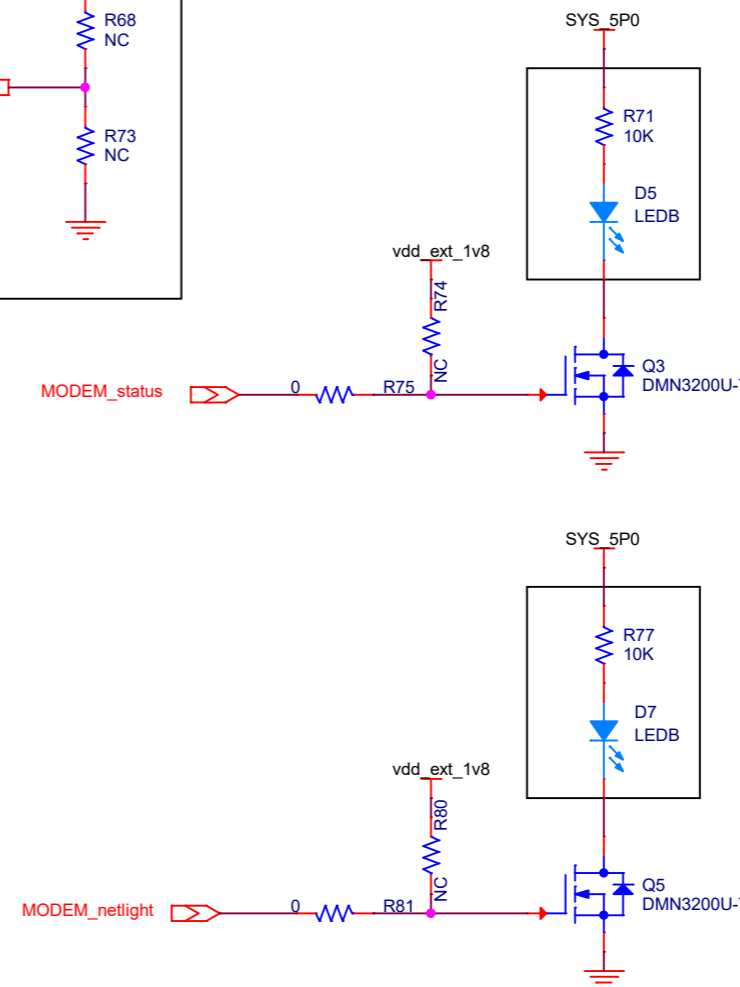 R68
NC
R73
NC
SYS_5P0
R71
10K
D5
LEDB
vdd_ext_1v8
R74
NC
MODEM_status
0
R75
Q3
DMN3200U-
SYS_5P0
R77
10K
D7
LEDB
vdd_ext_1v8
R80
NC
MODEM_netlight
0
R81
Q5
DMN3200U-